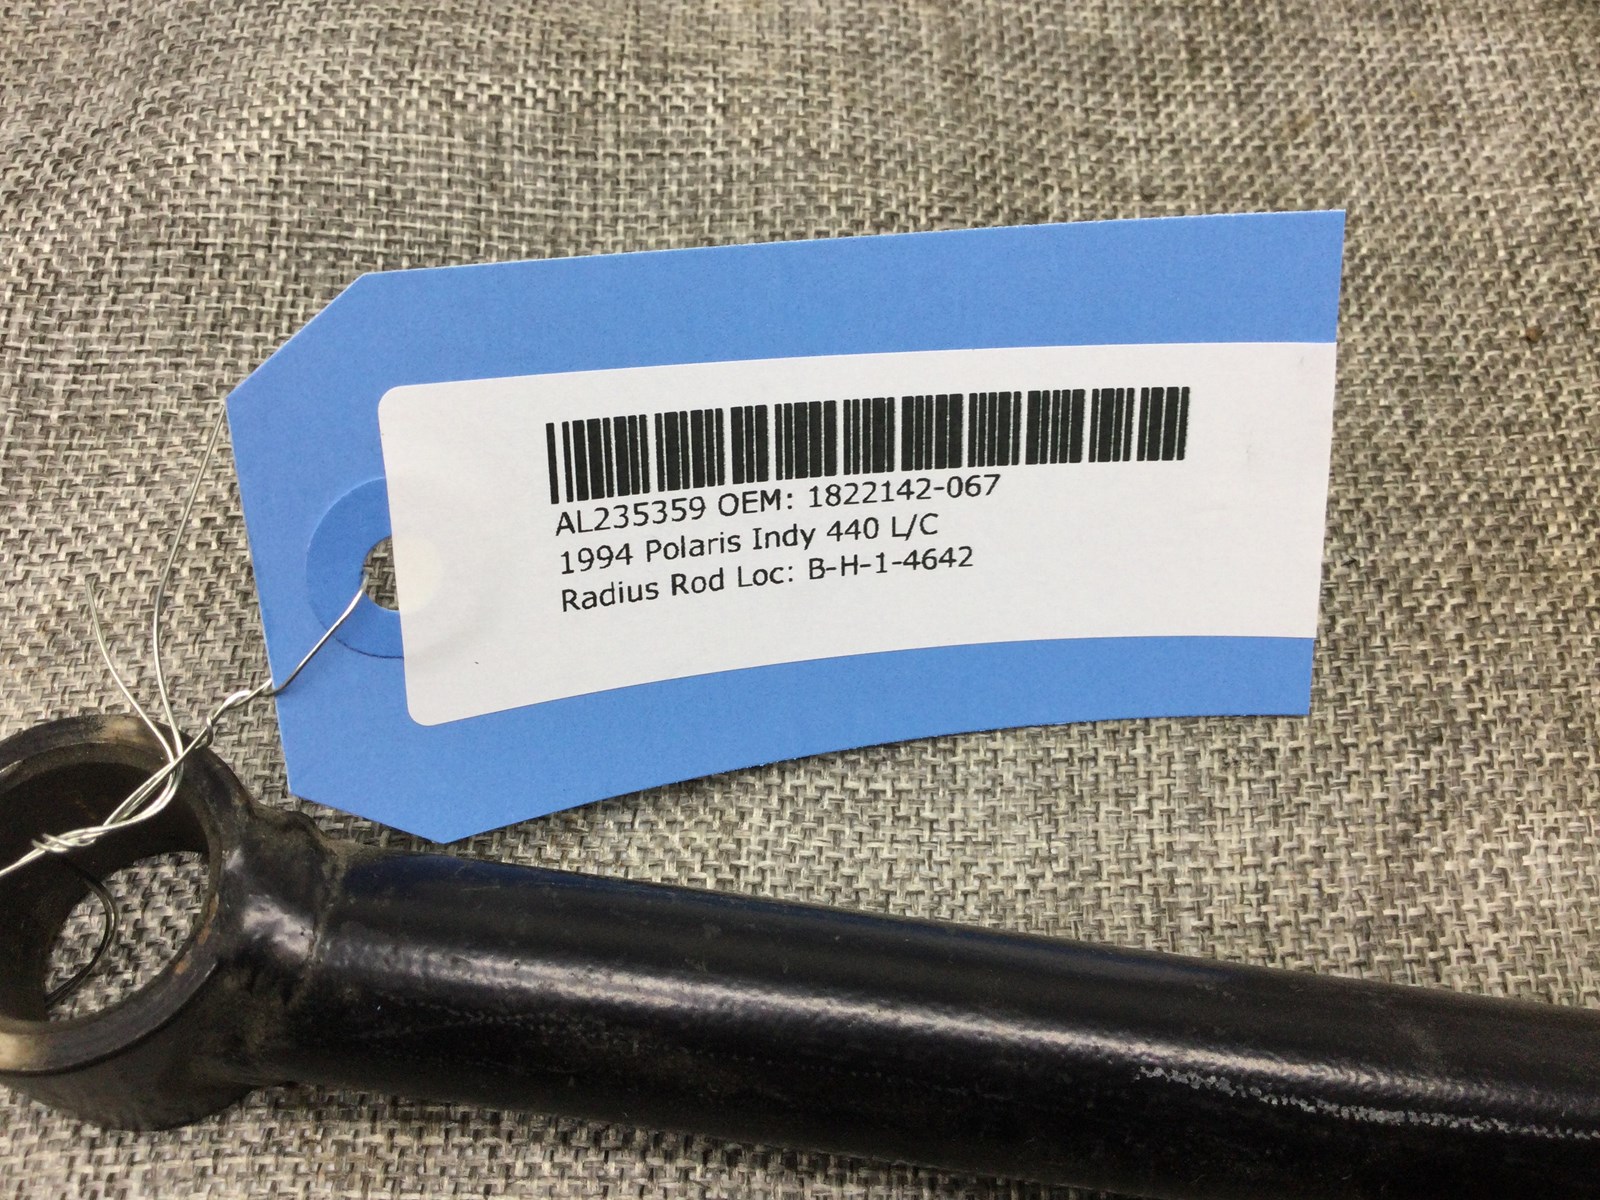 AL235359 OEM: 1822142-067
1994 Polaris Indy 440 L/C
Radius Rod Loc: B-H-1-4642